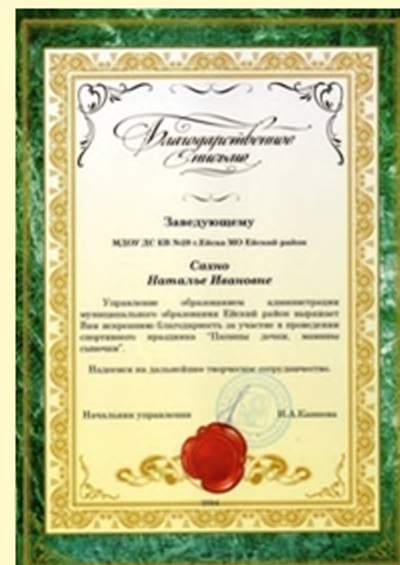 Благодарственное
письмо
Заведующему
МДОУ ДС КВ №29 г.Ейска МО Ейский район
Сахно
Наталье Ивановне
Управление образованием администрации
муниципального образования Ейский район выражает
Вам искреннюю благодарность за участие в проведении
спортивного праздника "Папины дочки, мамины
сыночки".
Надеемся на дальнейшее творческое сотрудничество.
Начальник управления